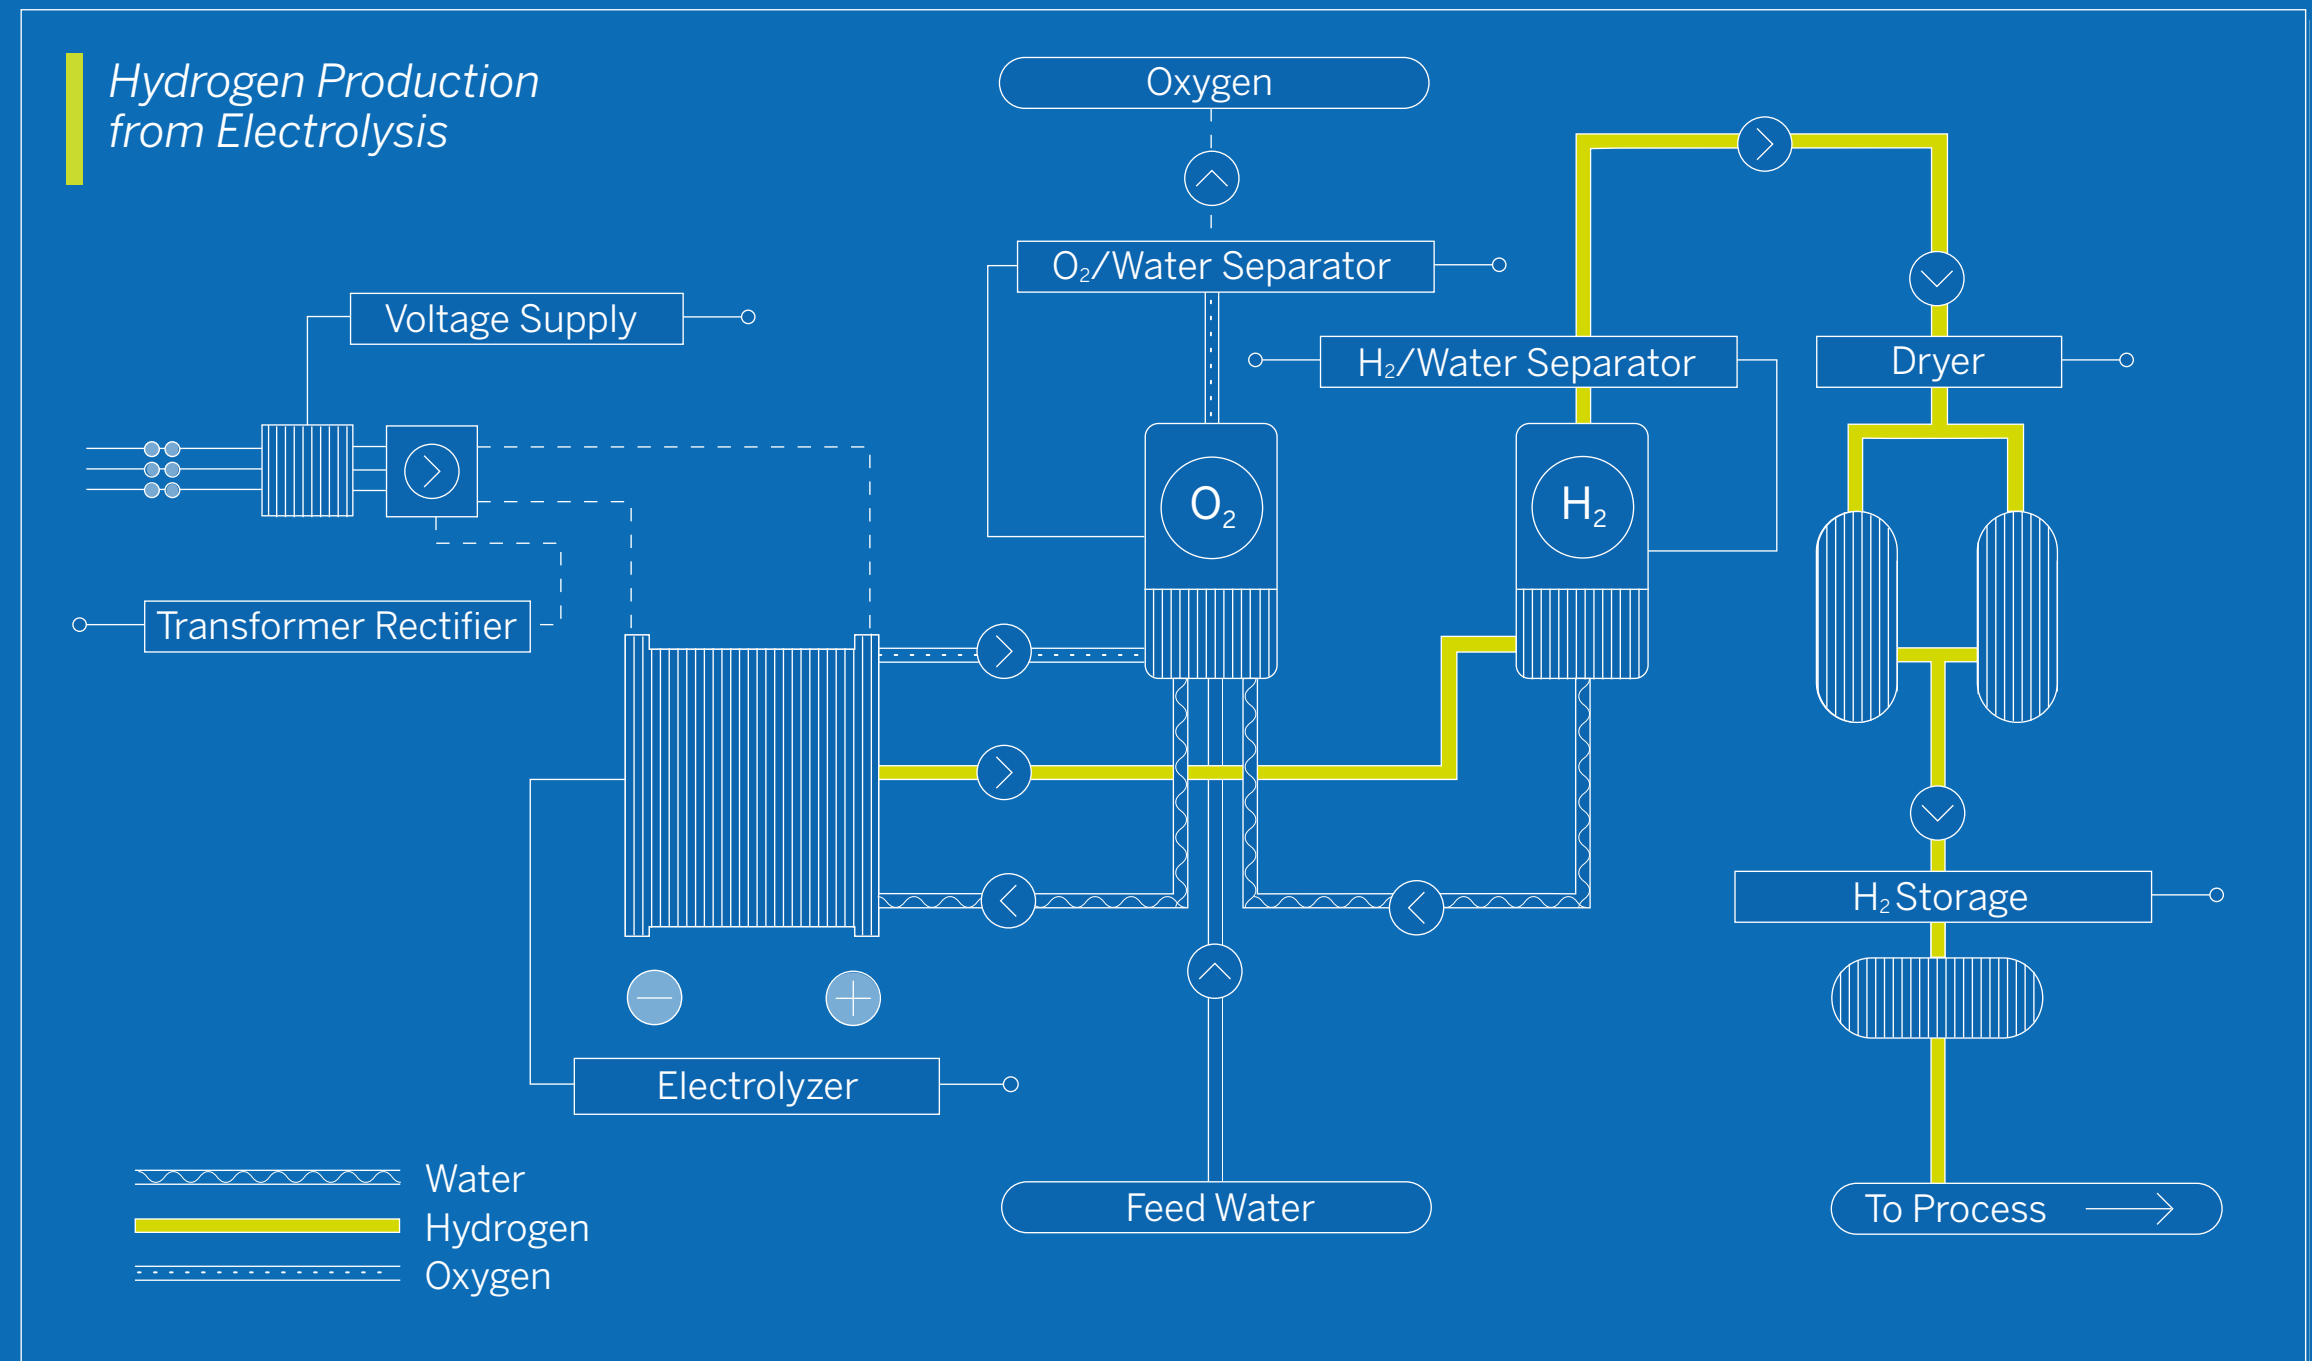 Hydrogen Production
from Electrolysis
Oxygen
O₂/Water Separator
Voltage Supply
H₂/Water Separator
Dryer
O₂
H₂
Transformer Rectifier
H₂ Storage
Electrolyzer
Water
Hydrogen
Oxygen
Feed Water
To Process